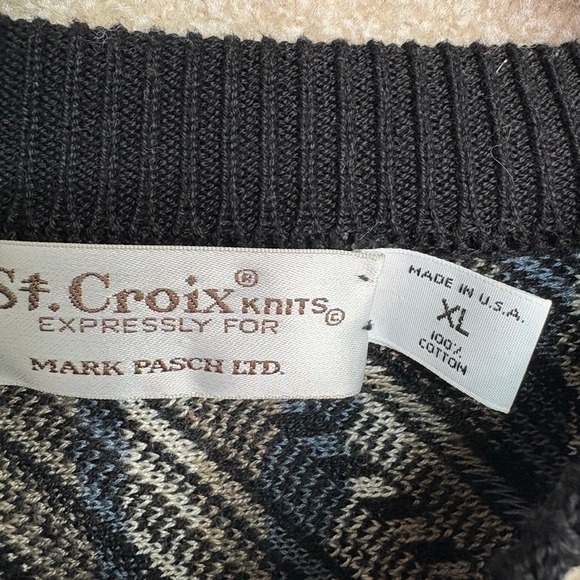 St. Croix® KNITS©
EXPRESSLY FOR
MARK PASCH LTD.
MADE IN U.S.A.
XL
100%
COTTON